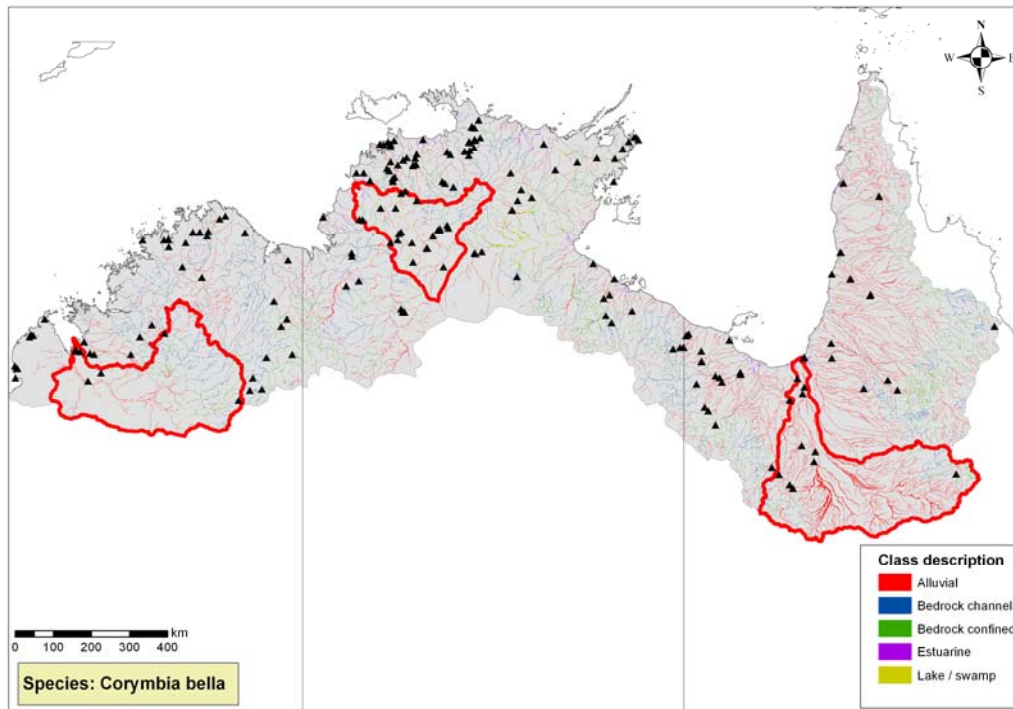 N
W E
S
km
0 100 200 300 400
Species: Corymbia bella
Class description
Alluvial
Bedrock channel
Bedrock confined
Estuarine
Lake / swamp